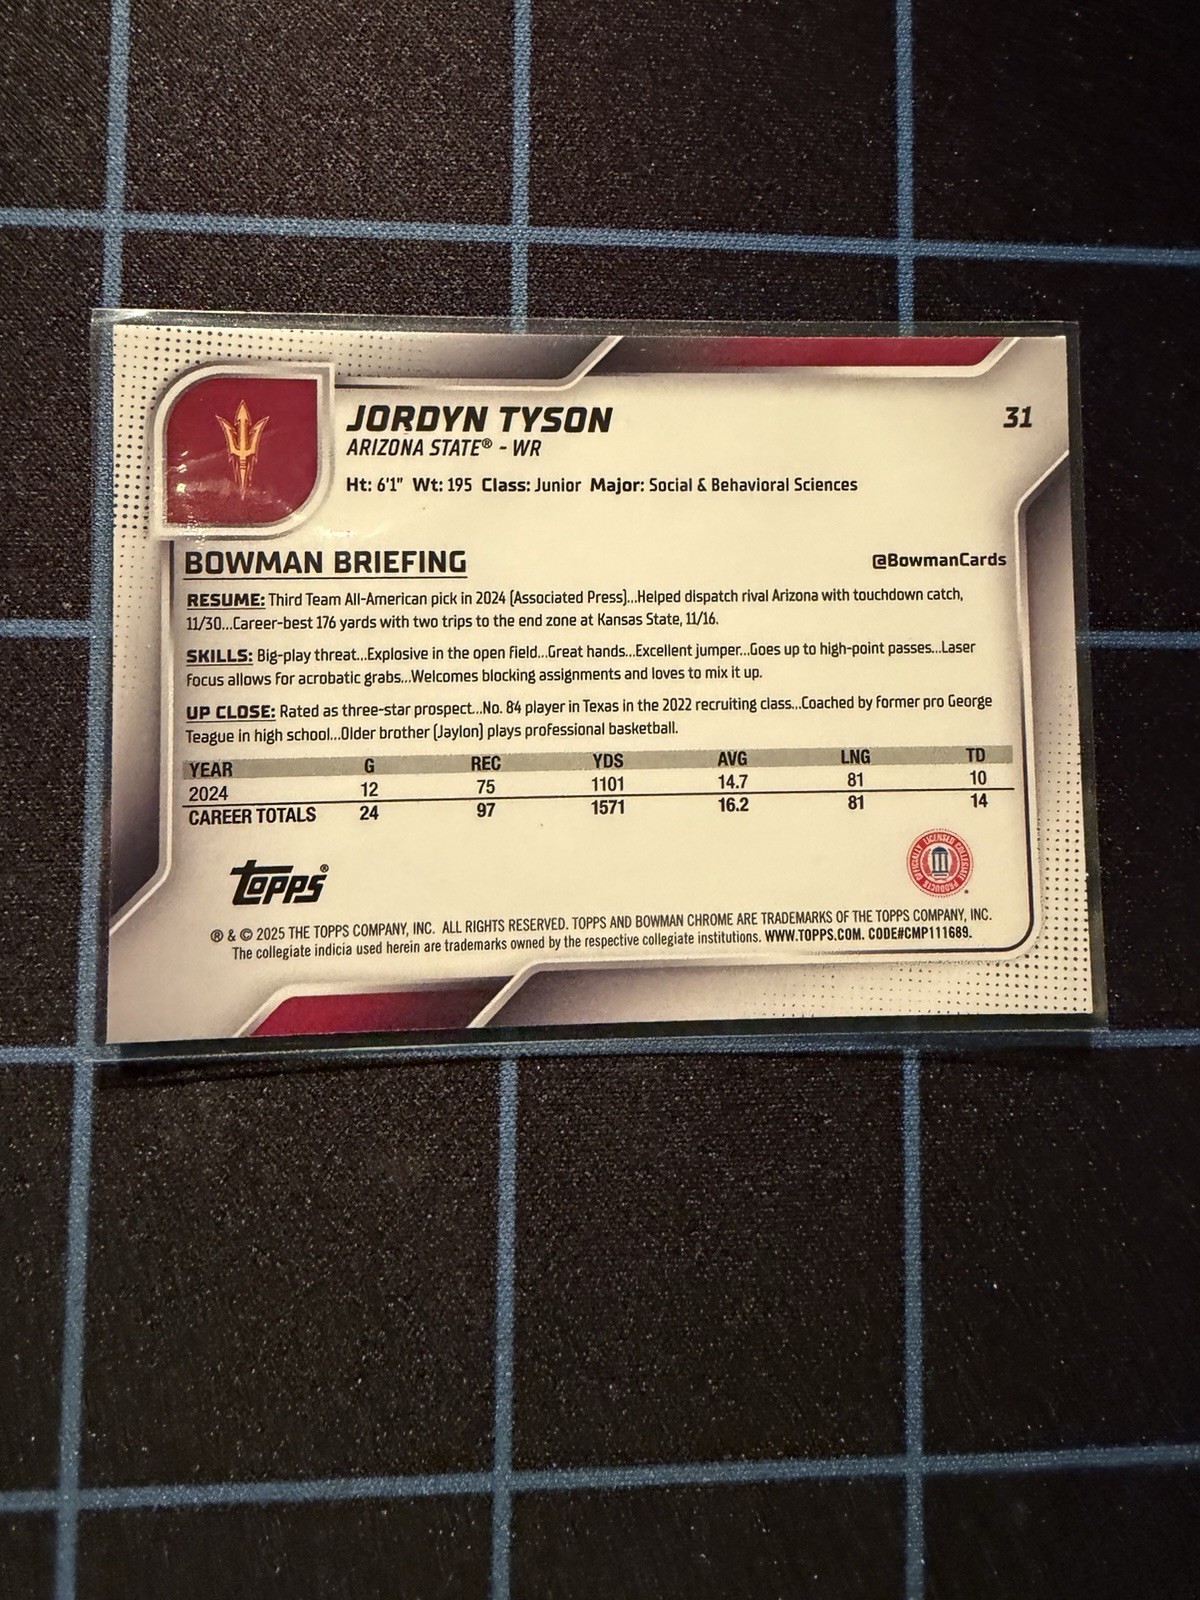 JORDYN TYSON
31
ARIZONA STATE® - WR
Ht: 6'1" Wt: 195 Class: Junior Major: Social & Behavioral Sciences
BOWMAN BRIEFING
@BowmanCards
RESUME: Third Team All-American pick in 2024 (Associated Press)...Helped dispatch rival Arizona with touchdown catch,
11/30...Career-best 176 yards with two trips to the end zone at Kansas State, 11/16.
SKILLS: Big-play threat...Explosive in the open field...Great hands...Excellent jumper...Goes up to high-point passes...Laser
focus allows for acrobatic grabs...Welcomes blocking assignments and loves to mix it up.
UP CLOSE: Rated as three-star prospect...No. 84 player in Texas in the 2022 recruiting class...Coached by former pro George
Teague in high school...Older brother (Jaylon) plays professional basketball.
YEAR G REC YDS AVG LNG TD
2024 12 75 1101 14.7 81 10
CAREER TOTALS 24 97 1571 16.2 81 14
Topps®
OFFICIALLY LICENSED COLLEGIATE PRODUCTS
® & © 2025 THE TOPPS COMPANY, INC. ALL RIGHTS RESERVED. TOPPS AND BOWMAN CHROME ARE TRADEMARKS OF THE TOPPS COMPANY, INC.
The collegiate indicia used herein are trademarks owned by the respective collegiate institutions. WWW.TOPPS.COM. CODE#CMP111689.